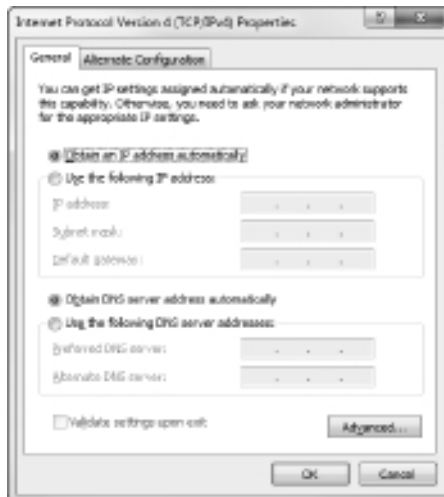 Internet Protocol Version 4 (TCP/IPv4) Properties
General
Alternate Configuration
You can get IP settings assigned automatically if your network supports
this capability. Otherwise, you need to ask your network administrator
for the appropriate IP settings.
Obtain an IP address automatically
Use the following IP address:
IP address:
Subnet mask:
Default gateway:
Obtain DNS server address automatically
Use the following DNS server addresses:
Preferred DNS server:
Alternate DNS server:
Validate settings upon exit
Advanced...
OK
Cancel